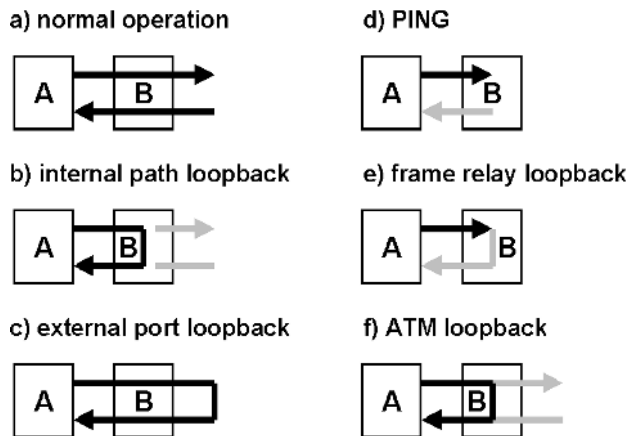 a) normal operation
A B
b) internal path loopback
A B
c) external port loopback
A B
d) PING
A B
e) frame relay loopback
A B
f) ATM loopback
A B